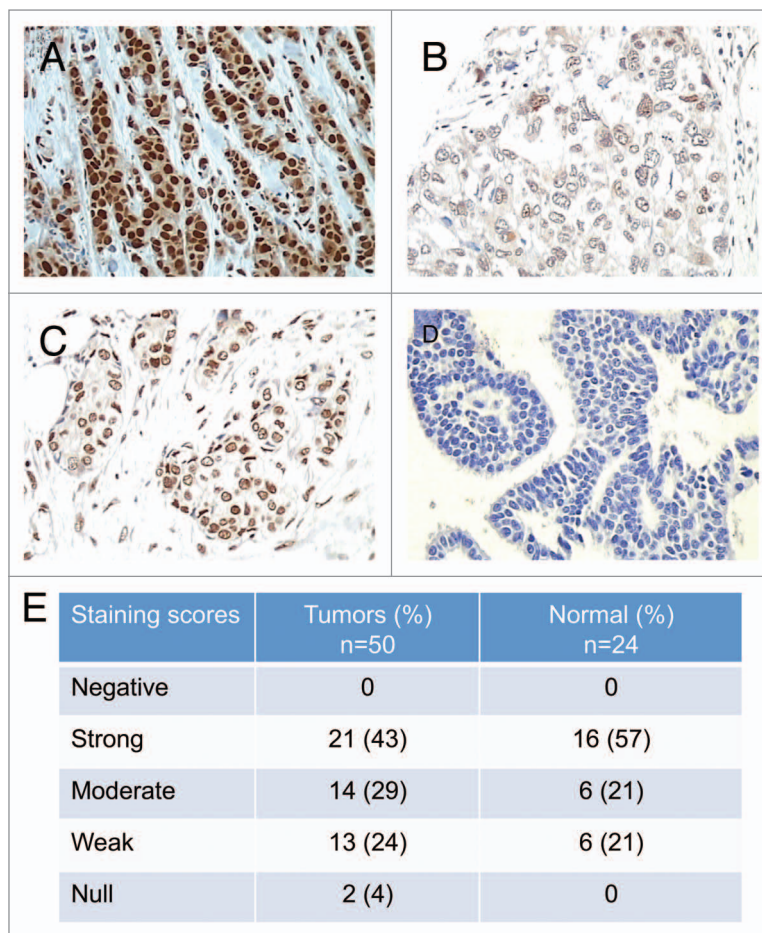 A
B
C
D
E
Staining scores Tumors (%) Normal (%)
n=50 n=24
Negative 0 0
Strong 21 (43) 16 (57)
Moderate 14 (29) 6 (21)
Weak 13 (24) 6 (21)
Null 2 (4) 0